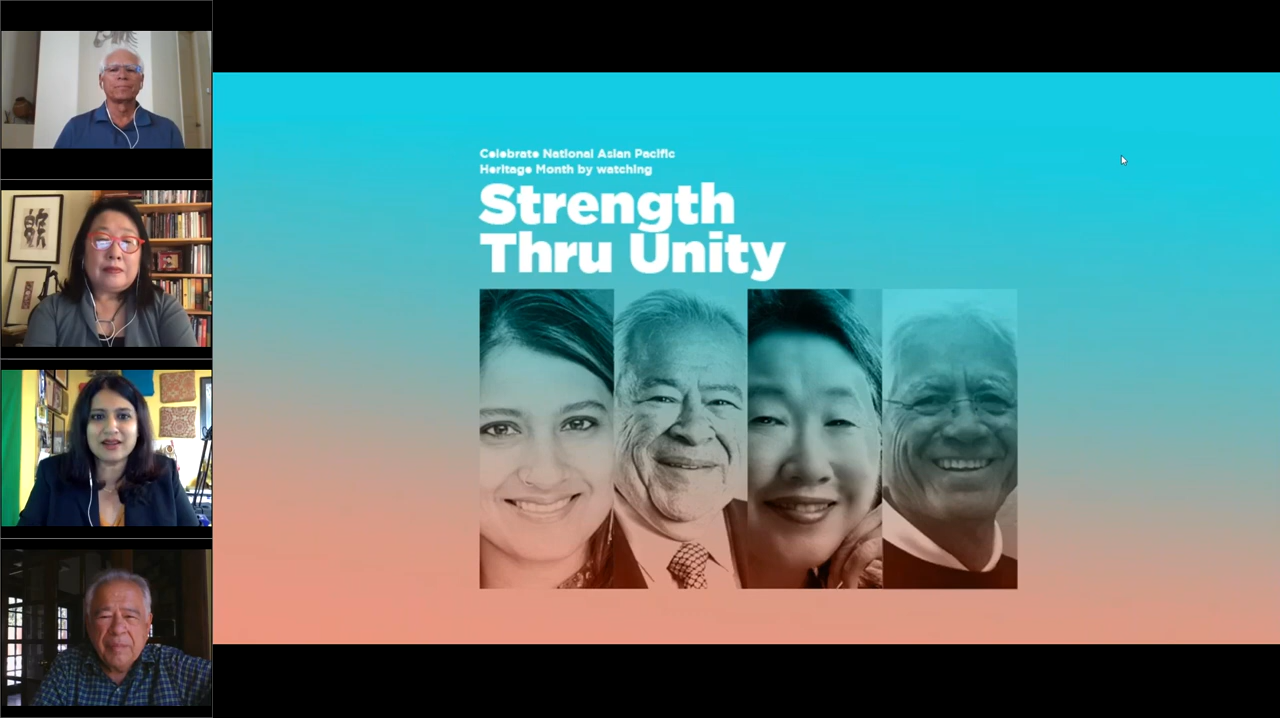 Celebrate National Asian Pacific
Heritage Month by watching
Strength
Thru Unity